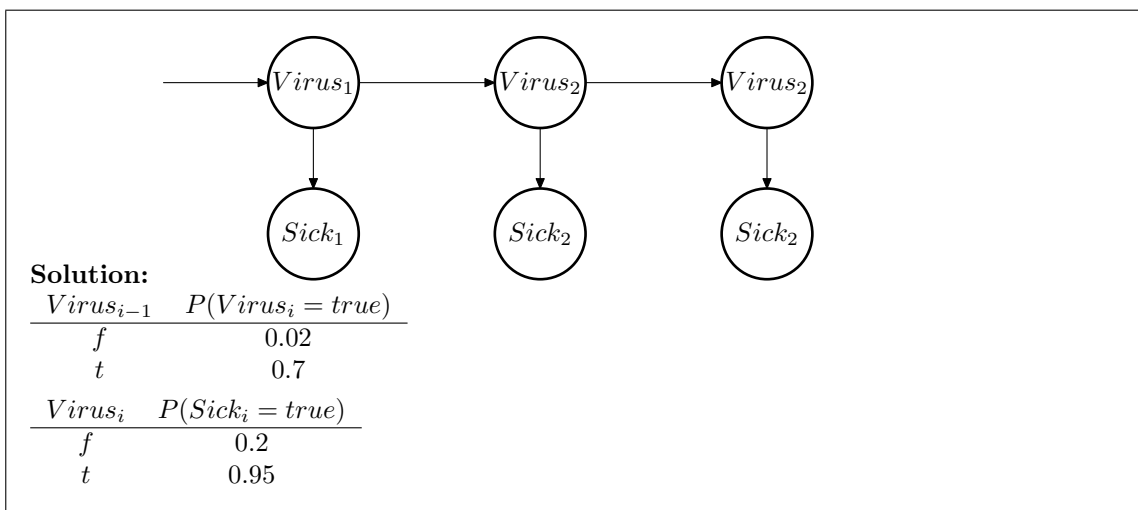 Virus₁ Virus₂ Virus₂
Sick₁ Sick₂ Sick₂
Solution:
Virusᵢ₋₁ P(Virusᵢ = true)
f 0.02
t 0.7
Virusᵢ P(Sickᵢ = true)
f 0.2
t 0.95